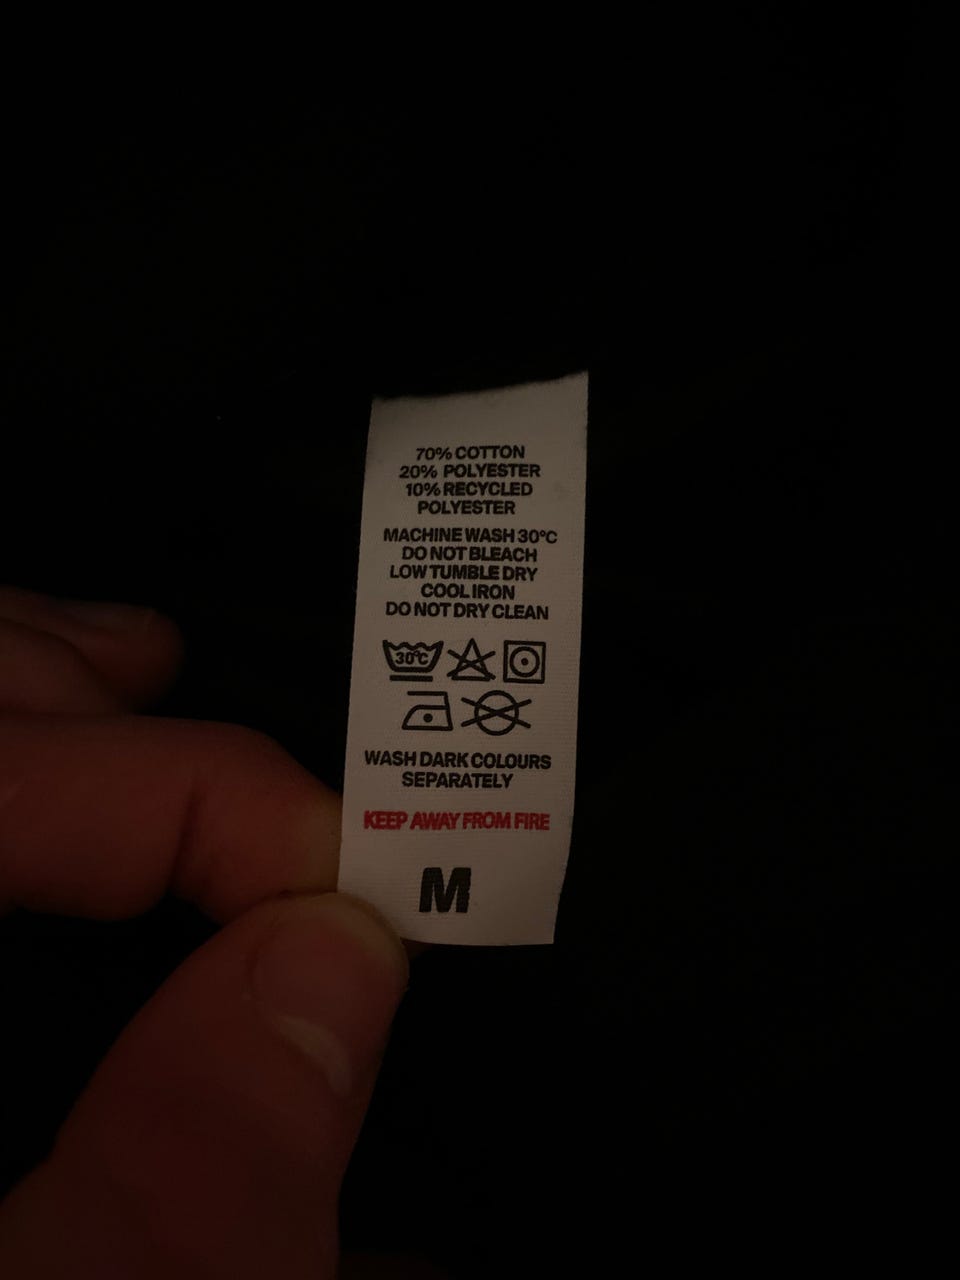 70% COTTON
20% POLYESTER
10% RECYCLED
POLYESTER
MACHINE WASH 30°C
DO NOT BLEACH
LOW TUMBLE DRY
COOL IRON
DO NOT DRY CLEAN
30°C
WASH DARK COLOURS
SEPARATELY
KEEP AWAY FROM FIRE
M